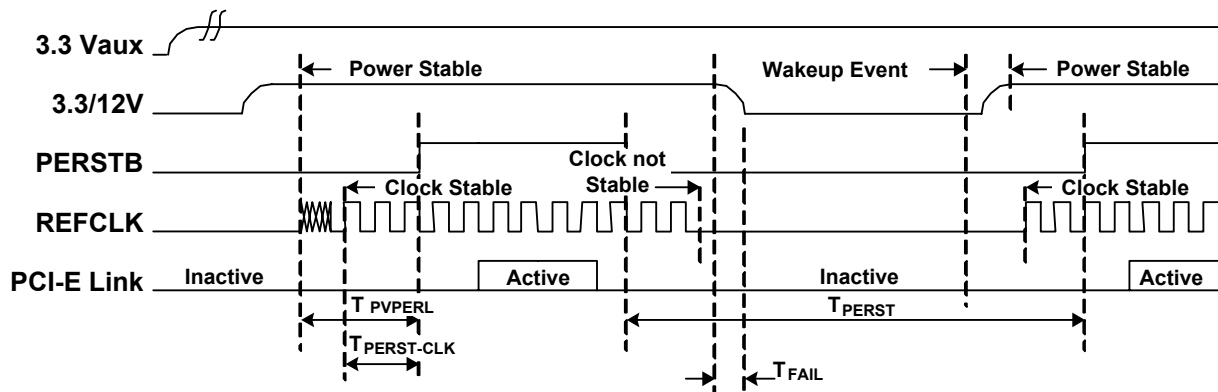 3.3 Vaux
Power Stable
Wakeup Event
Power Stable
3.3/12V
PERSTB
Clock not
Stable
Clock Stable
Clock Stable
REFCLK
PCI-E Link
Inactive
Active
Inactive
Active
T PVPERL
TPERST
TPERST-CLK
TFAIL